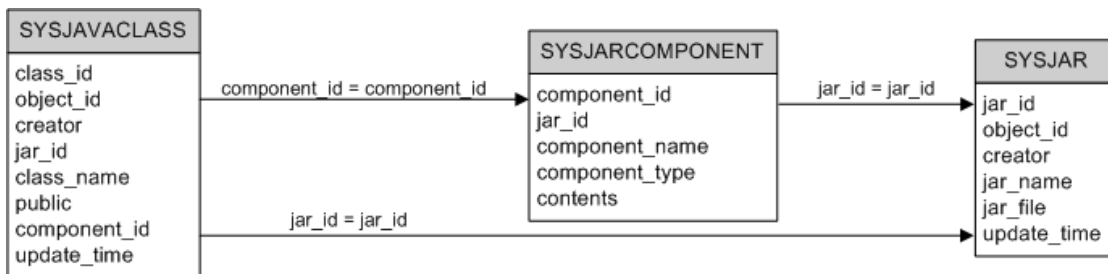 SYSJAVACLASS
class_id
object_id
creator
jar_id
class_name
public
component_id
update_time
component_id = component_id
jar_id = jar_id
SYSJARCOMPONENT
component_id
jar_id
component_name
component_type
contents
jar_id = jar_id
SYSJAR
jar_id
object_id
creator
jar_name
jar_file
update_time